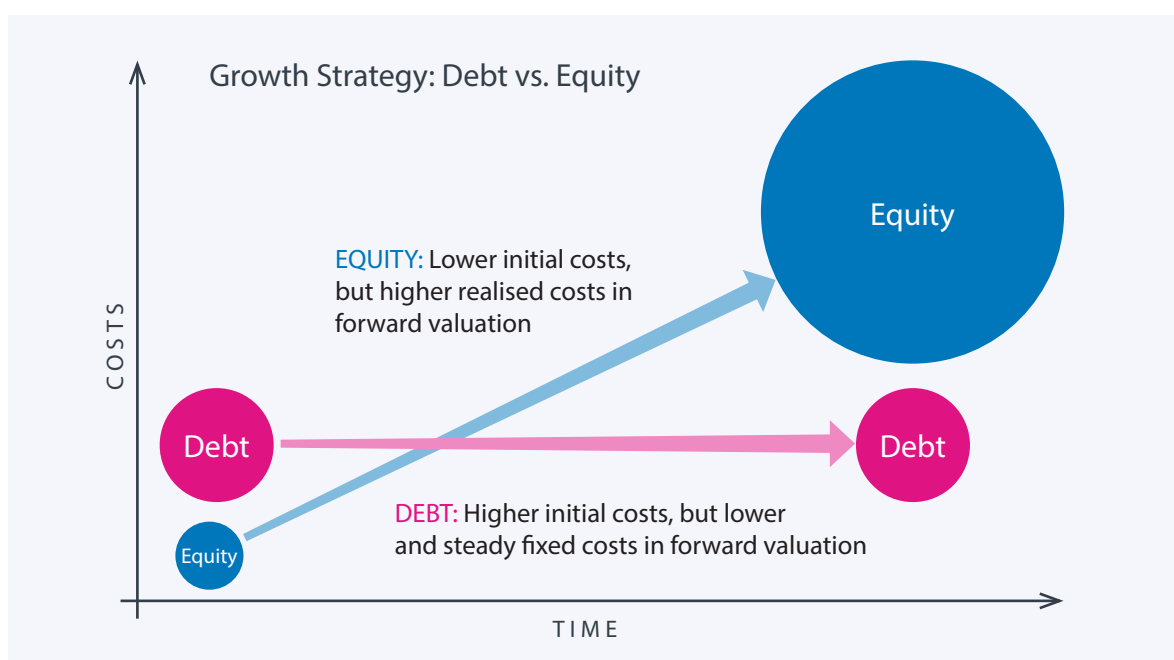 Growth Strategy: Debt vs. Equity
Equity
EQUITY: Lower initial costs,
but higher realised costs in
forward valuation
COSTS
Debt
Debt
DEBT: Higher initial costs, but lower
and steady fixed costs in forward valuation
Equity
TIME